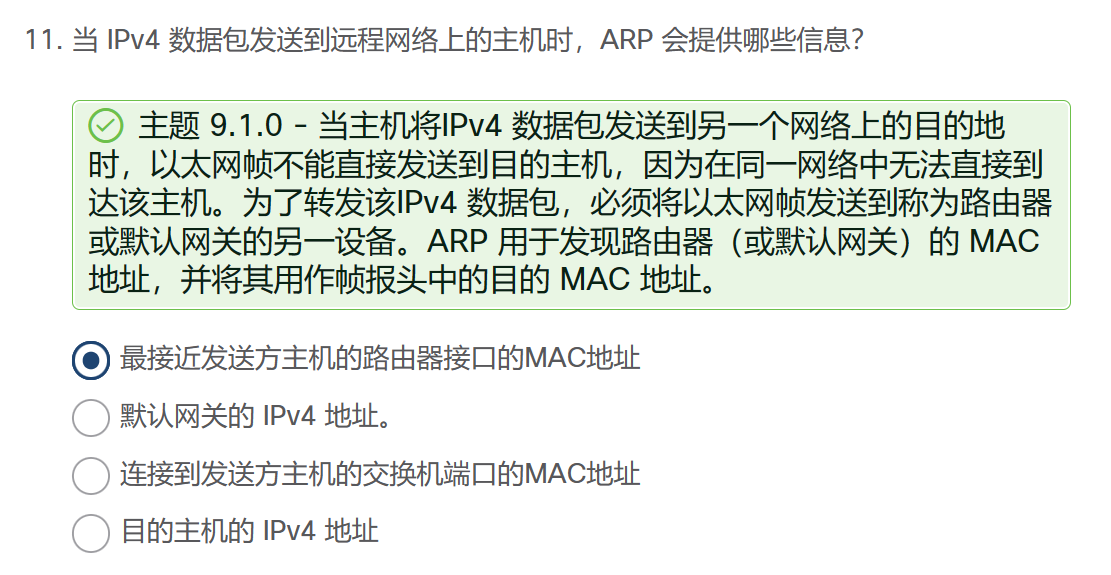 11. 当 IPv4 数据包发送到远程网络上的主机时，ARP 会提供哪些信息？
主题 9.1.0 - 当主机将IPv4 数据包发送到另一个网络上的目的地
时，以太网帧不能直接发送到目的主机，因为在同一网络中无法直接到
达该主机。为了转发该IPv4 数据包，必须将以太网帧发送到称为路由器
或默认网关的另一设备。ARP 用于发现路由器（或默认网关）的 MAC
地址，并将其用作帧报头中的目的 MAC 地址。
最接近发送方主机的路由器接口的MAC地址
默认网关的 IPv4 地址。
连接到发送方主机的交换机端口的MAC地址
目的主机的 IPv4 地址